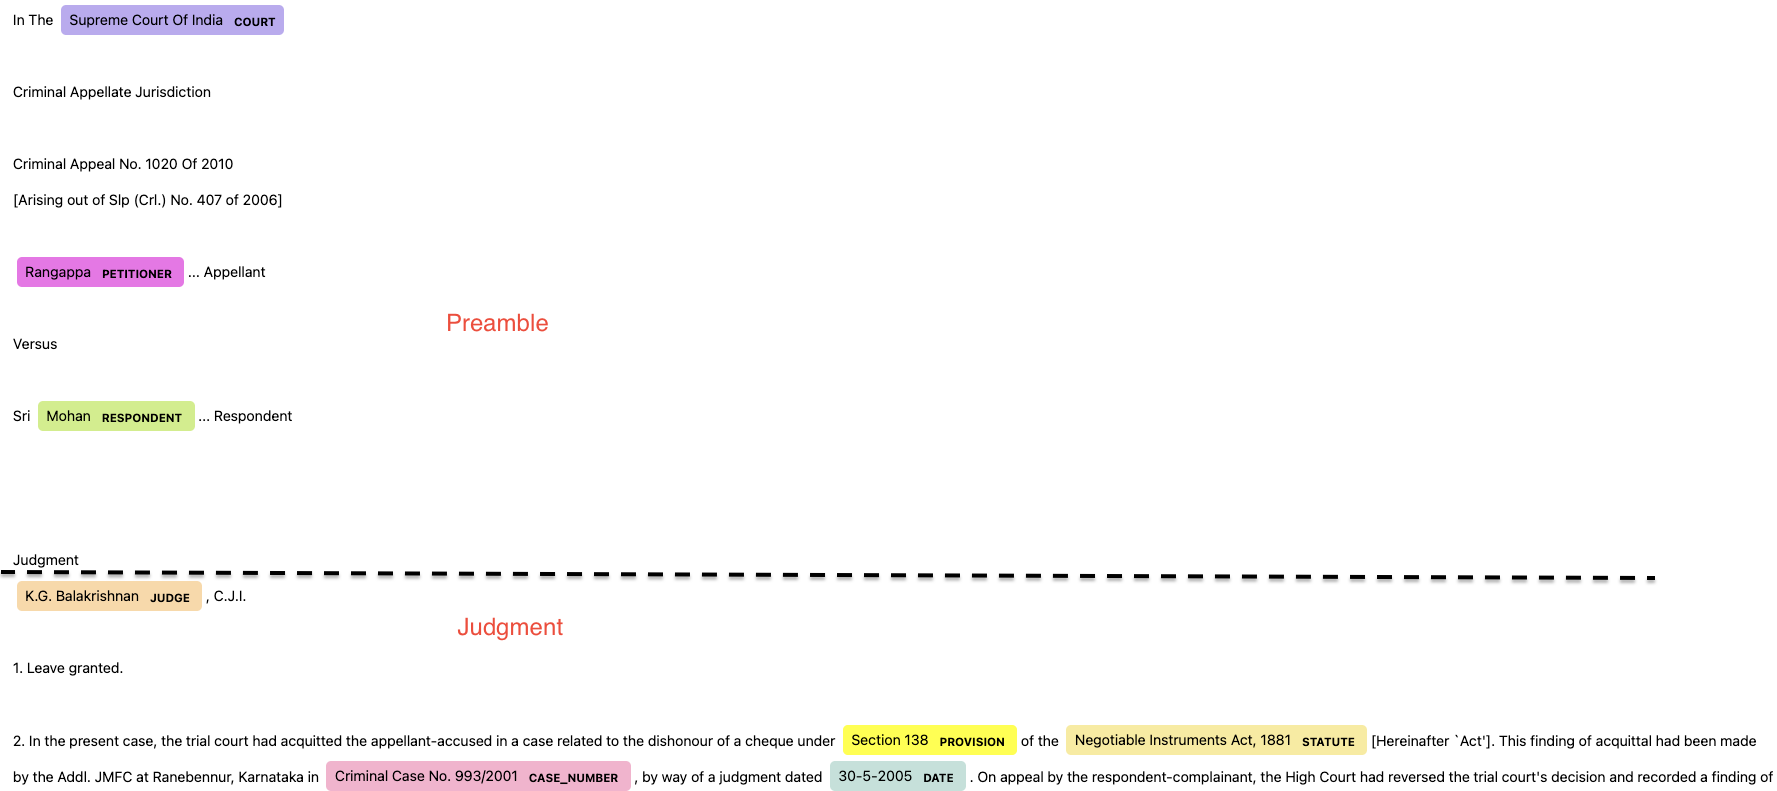 In The Supreme Court Of India COURT
Criminal Appellate Jurisdiction
Criminal Appeal No. 1020 Of 2010
[Arising out of Slp (Crl.) No. 407 of 2006]
Rangappa PETITIONER ... Appellant
Preamble
Versus
Sri Mohan RESPONDENT ... Respondent
Judgment
K.G. Balakrishnan JUDGE , C.J.I.
Judgment
1. Leave granted.
2. In the present case, the trial court had acquitted the appellant-accused in a case related to the dishonour of a cheque under Section 138 PROVISION of the Negotiable Instruments Act, 1881 STATUTE [Hereinafter `Act']. This finding of acquittal had been made
by the Addl. JMFC at Ranebennur, Karnataka in Criminal Case No. 993/2001 CASE_NUMBER , by way of a judgment dated 30-5-2005 DATE . On appeal by the respondent-complainant, the High Court had reversed the trial court's decision and recorded a finding of